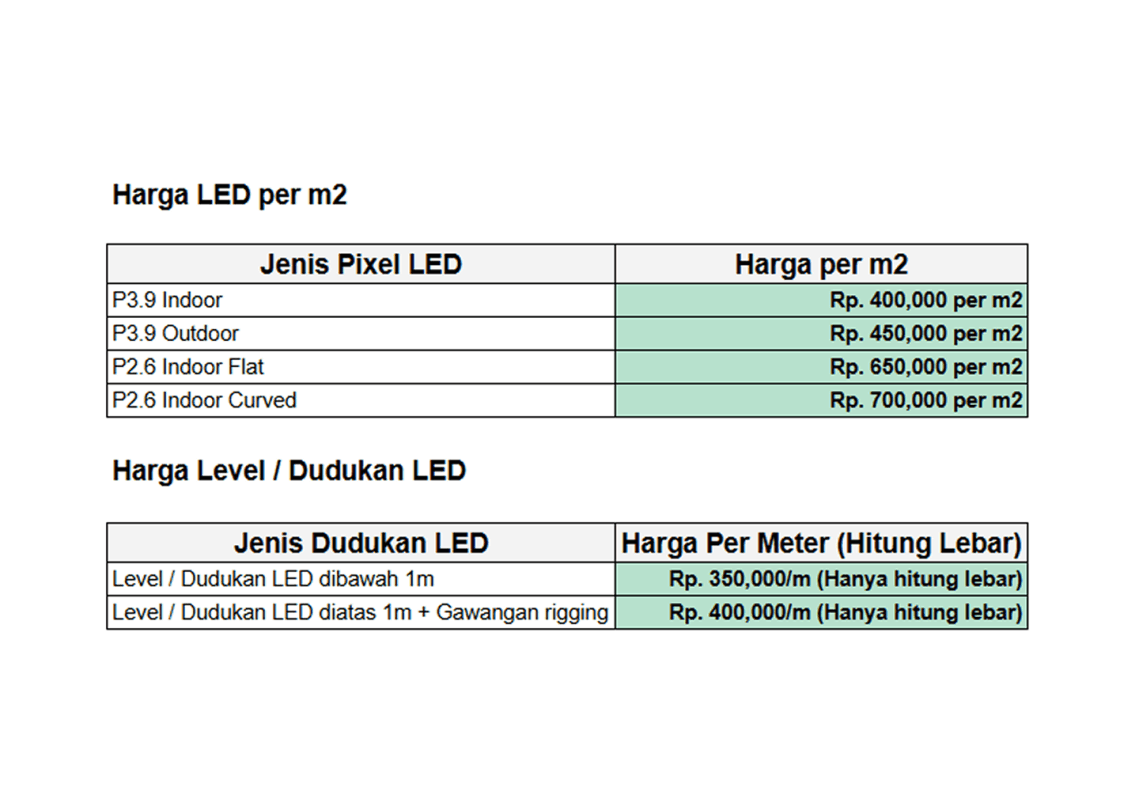 Harga LED per m2
Jenis Pixel LED Harga per m2
P3.9 Indoor Rp. 400,000 per m2
P3.9 Outdoor Rp. 450,000 per m2
P2.6 Indoor Flat Rp. 650,000 per m2
P2.6 Indoor Curved Rp. 700,000 per m2
Harga Level / Dudukan LED
Jenis Dudukan LED Harga Per Meter (Hitung Lebar)
Level / Dudukan LED dibawah 1m Rp. 350,000/m (Hanya hitung lebar)
Level / Dudukan LED diatas 1m + Gawangan rigging Rp. 400,000/m (Hanya hitung lebar)